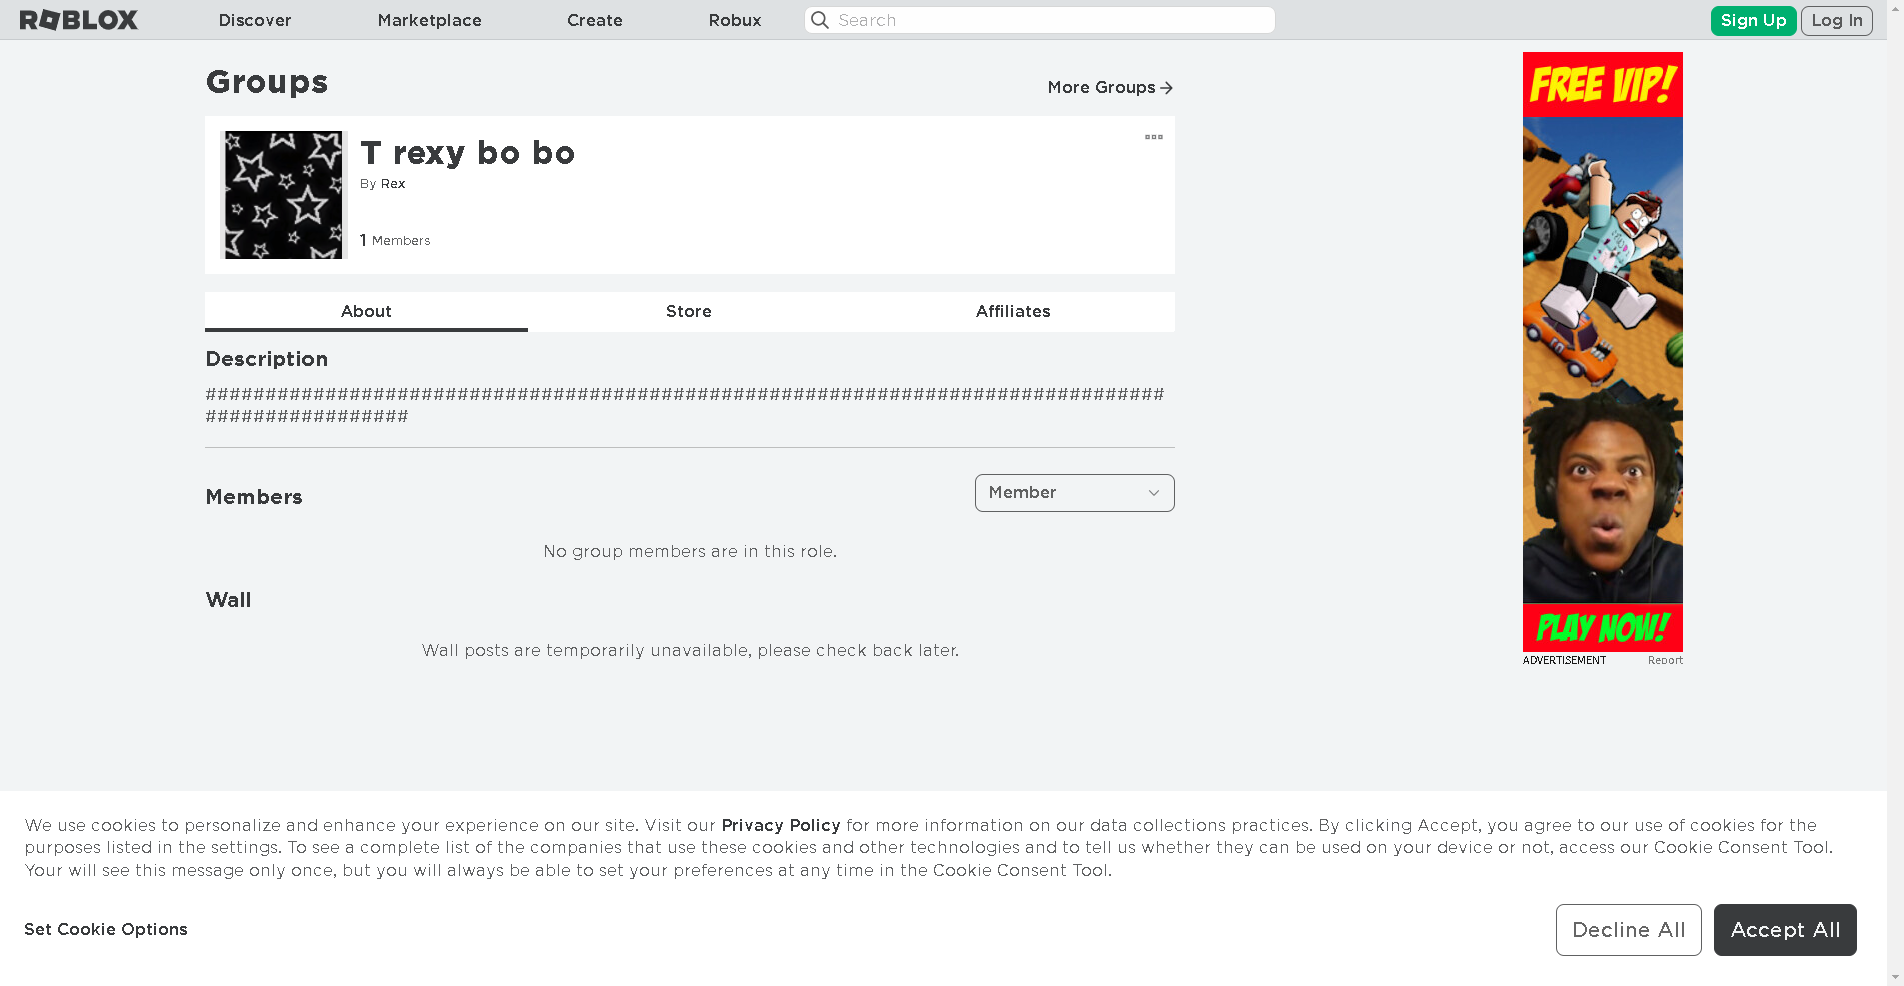 ROBLOX Discover Marketplace Create Robux Search Sign Up Log In
Groups
More Groups
T rexy bo bo
By Rex
1 Members
About Store Affiliates
Description
################################################################################
#################
Members
Member
No group members are in this role.
Wall
Wall posts are temporarily unavailable, please check back later.
FREE VIP!
PLAY NOW!
ADVERTISEMENT Report
We use cookies to personalize and enhance your experience on our site. Visit our Privacy Policy for more information on our data collections practices. By clicking Accept, you agree to our use of cookies for the
purposes listed in the settings. To see a complete list of the companies that use these cookies and other technologies and to tell us whether they can be used on your device or not, access our Cookie Consent Tool.
Your will see this message only once, but you will always be able to set your preferences at any time in the Cookie Consent Tool.
Set Cookie Options
Decline All
Accept All